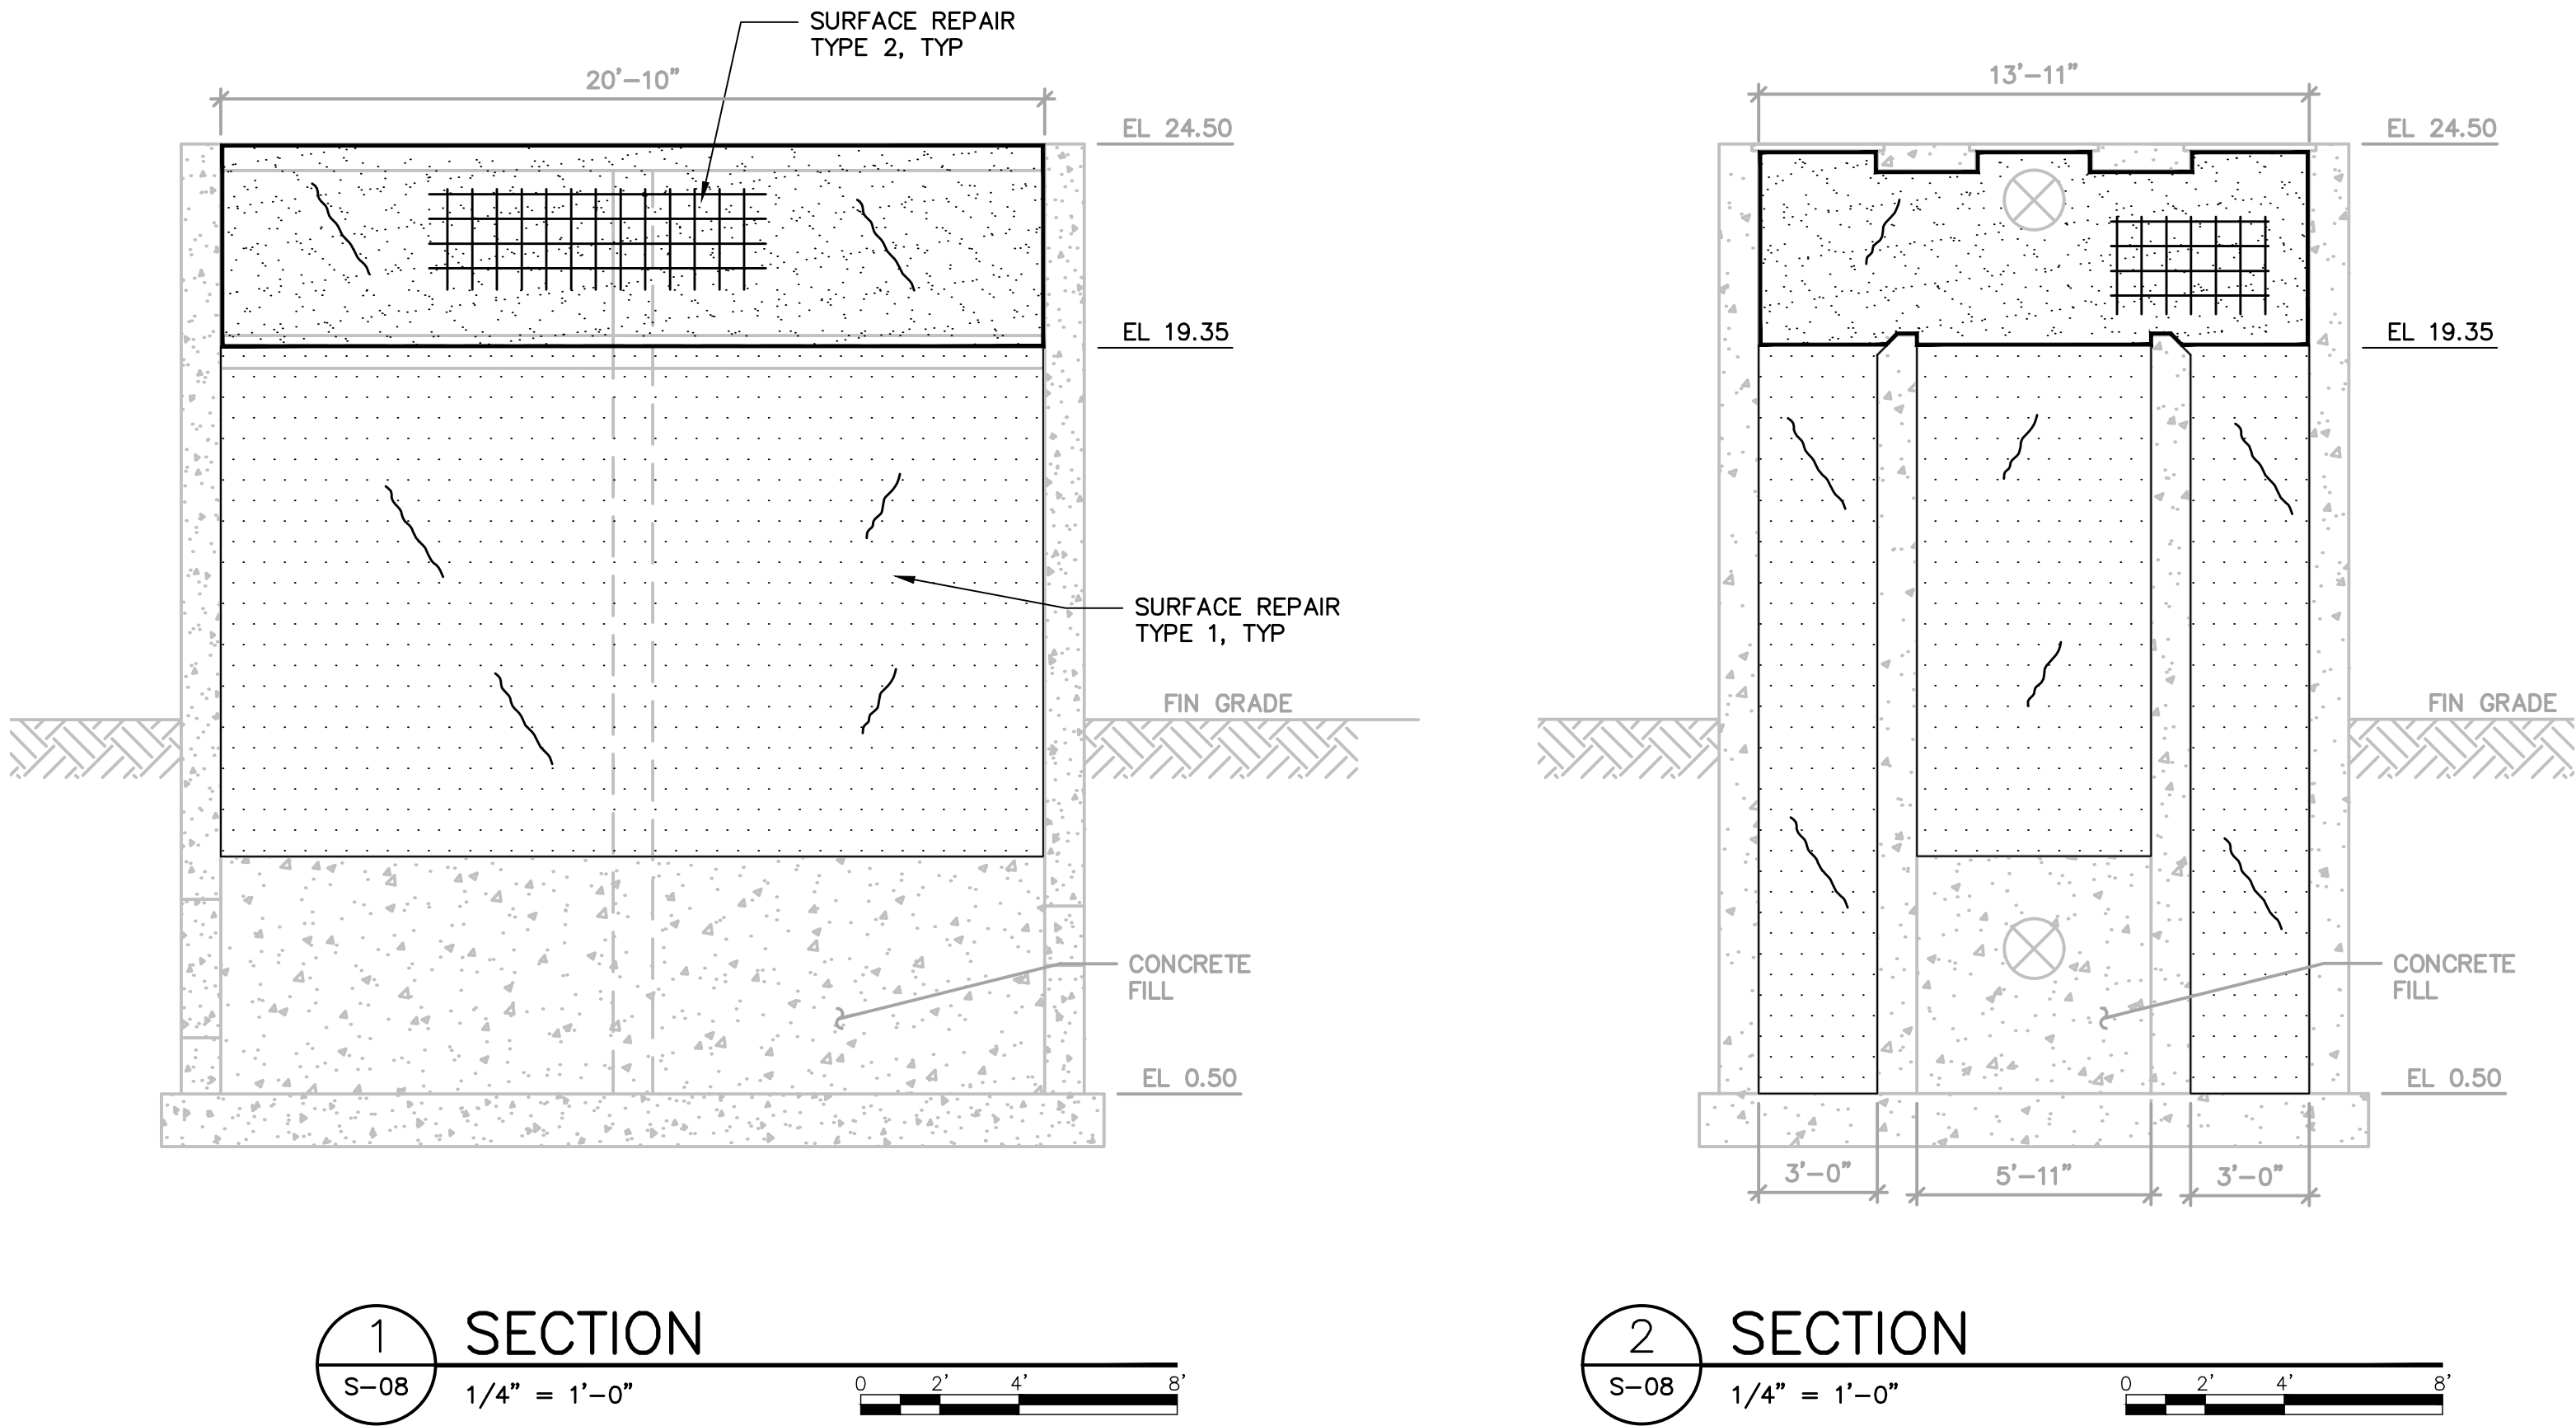 SURFACE REPAIR
TYPE 2, TYP
20'-10"
EL 24.50
EL 19.35
SURFACE REPAIR
TYPE 1, TYP
FIN GRADE
CONCRETE
FILL
EL 0.50
1
S-08
SECTION
1/4" = 1'-0"
0 2' 4' 8'
13'-11"
EL 24.50
EL 19.35
FIN GRADE
CONCRETE
FILL
EL 0.50
3'-0" 5'-11" 3'-0"
2
S-08
SECTION
1/4" = 1'-0"
0 2' 4' 8'